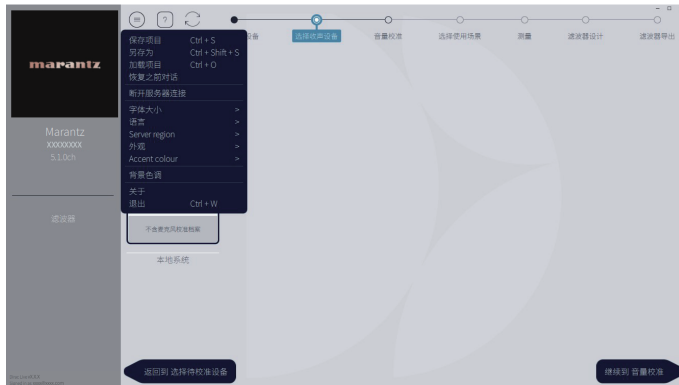 ?
设备
选择收声设备
音量校准
选择使用场景
测量
滤波器设计
滤波器导出
marantz
Marantz
XXXXXXXX
5.1.0ch
滤波器
保存项目 Ctrl + S
另存为 Ctrl + Shift + S
加载项目 Ctrl + O
恢复之前对话
断开服务器连接
字体大小 >
语言 >
Server region >
外观 >
Accent colour >
背景色调
关于
退出 Ctrl + W
不含麦克风校准档案
本地系统
返回到 选择待校准设备
继续到 音量校准